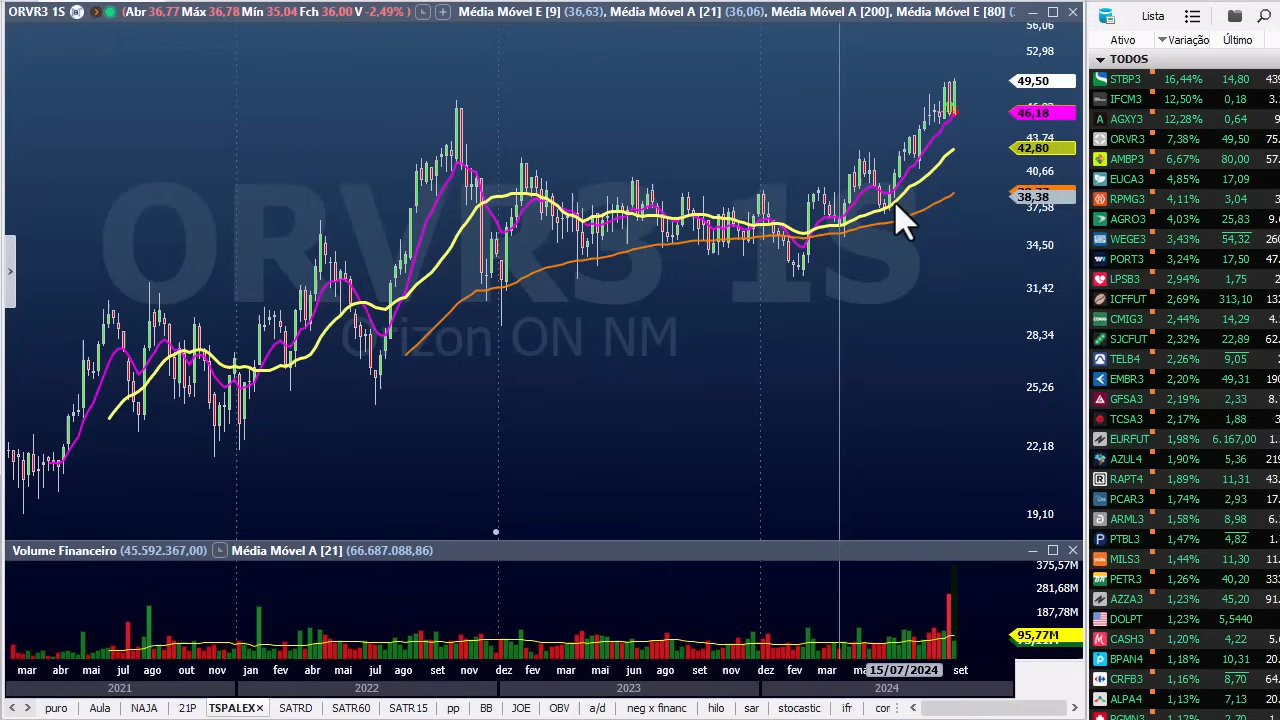 ORVR3 1S (Abr 36,77 Máx 36,78 Mín 35,04 Fch 36,00 V -2,49% ) Média Móvel E [9] (36,63), Média Móvel A [21] (36,06), Média Móvel A [200], Média Móvel E [80]
ORVR3 1S
Orizon ON NM
56,06
52,98
49,50
46,18
43,74
42,80
40,66
38,38
37,58
34,50
31,42
28,34
25,26
22,18
19,10
Volume Financeiro (45.592.367,00) Média Móvel A [21] (66.687.088,86)
375,57M
281,68M
187,78M
95,77M
mar abr mai jul ago out nov jan fev abr mai jul ago set nov dez fev mar mai jun ago set nov dez fev mar 15/07/2024 set
2021 2022 2023 2024
puro Aula NAJA 21P TSPALEX× SATRD SATR60 pp BB JOE OBV a/d neg x financ hilo sar stocastic ifr cor
Lista
Ativo Variação Último
TODOS
STBP3 16,44% 14,80
IFCM3 12,50% 0,18
AGXY3 12,28% 0,64
ORVR3 7,38% 49,50
AMBP3 6,67% 80,00
EUCA3 4,85% 17,09
RPMG3 4,11% 3,04
AGRO3 4,03% 25,83
WEGE3 3,43% 54,32
PORT3 3,24% 17,50
LPSB3 2,94% 1,75
ICFFUT 2,69% 313,10
CMIG3 2,44% 14,29
SJCFUT 2,32% 22,89
TELB4 2,26% 9,05
EMBR3 2,20% 49,31
GFSA3 2,19% 2,33
TCSA3 2,17% 1,88
EURFUT 1,98% 6.167,00
AZUL4 1,90% 5,36
RAPT4 1,89% 11,31
PCAR3 1,74% 2,93
ARML3 1,58% 8,98
PTBL3 1,47% 4,82
MILS3 1,44% 11,30
PETR3 1,26% 40,20
AZZA3 1,23% 45,20
DOLPT 1,23% 5,5440
CASH3 1,20% 4,22
BPAN4 1,18% 10,31
CRFB3 1,16% 8,70
ALPA4 1,13% 7,13